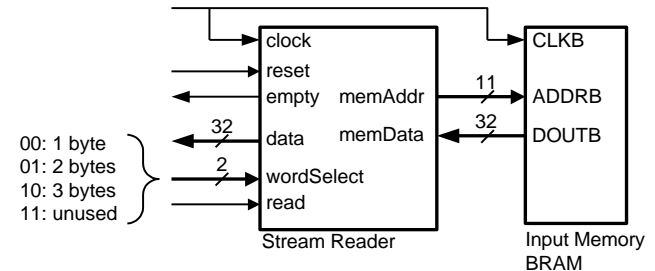 clock
CLKB
reset
empty
memAddr
11
ADDRB
32
data
memData
32
DOUTB
00: 1 byte
01: 2 bytes
10: 3 bytes
11: unused
2
wordSelect
read
Stream Reader
Input Memory
BRAM